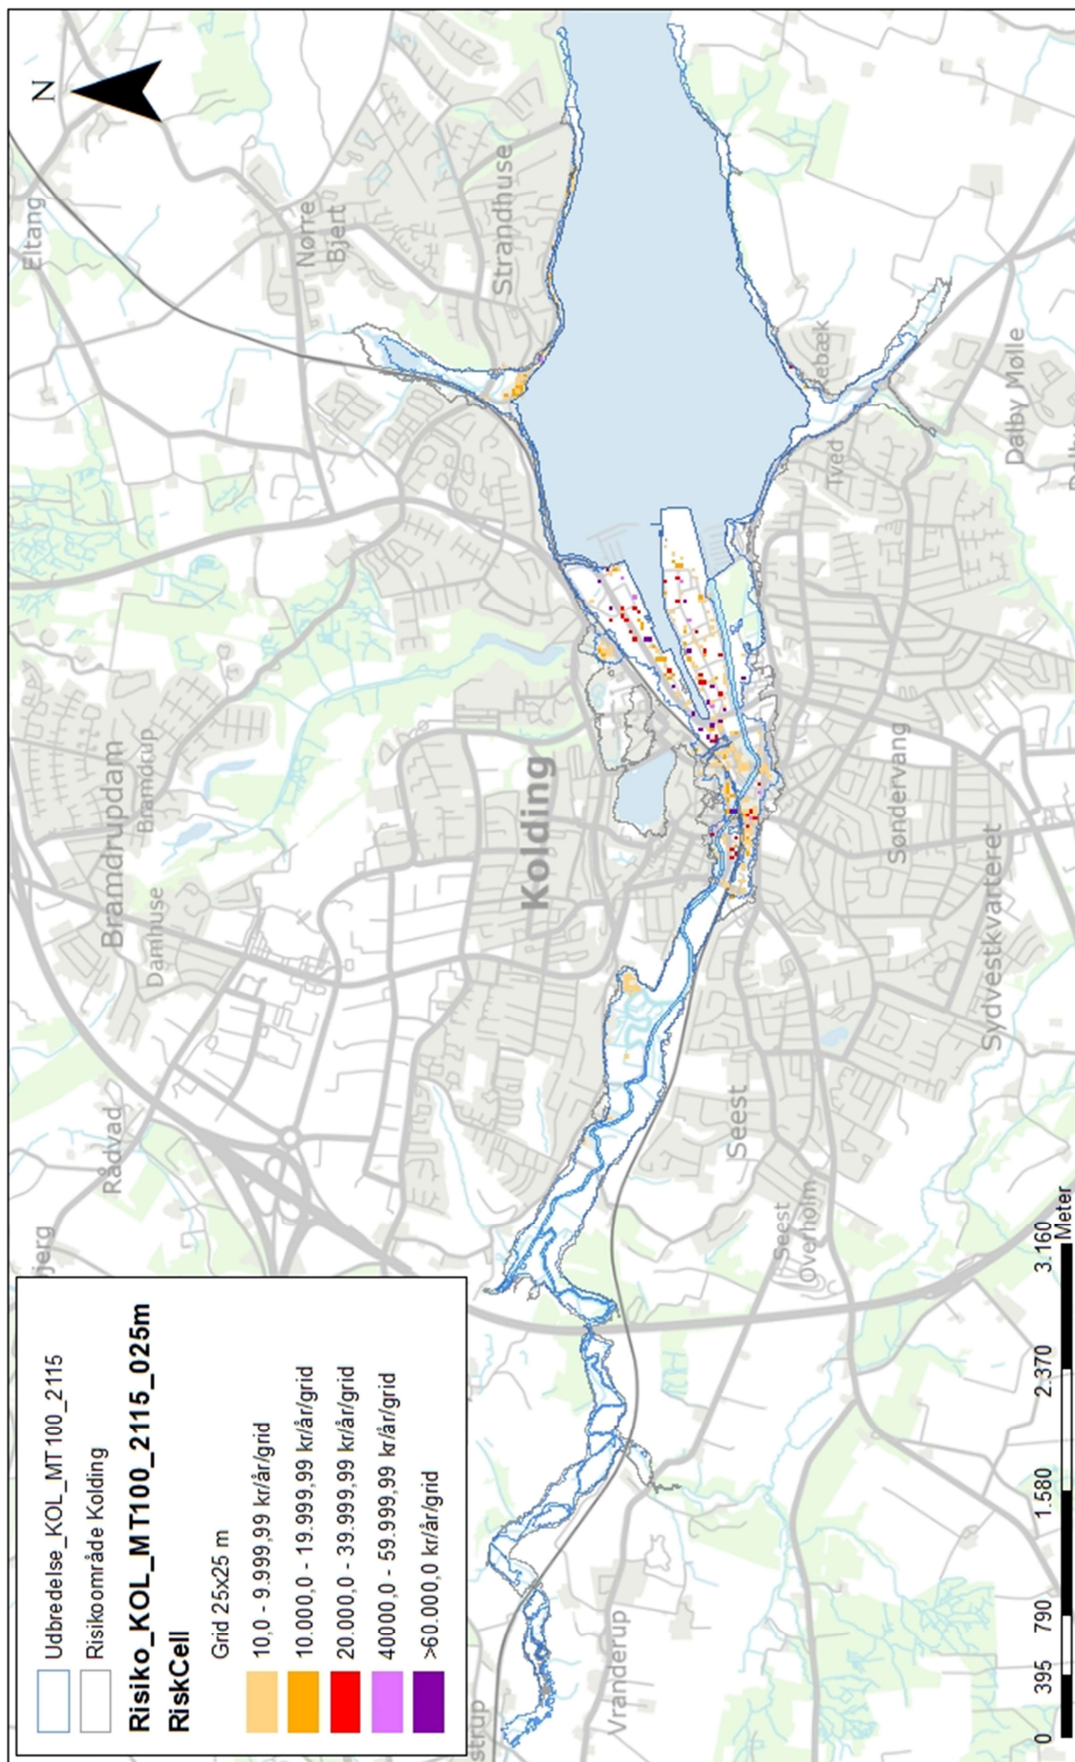 N
Eltang
Nørre
Bjert
Strandhuse
Bramdrupdam
Bramdrup
Damhuse
Rådvad
jerg
Kolding
ebæk
Tved
Dalby Mølle
Søndervang
Sydvestkvarteret
Seest
Seest
Overholm
Vranderup
strup
Udbredelse_KOL_MT100_2115
Risikoområde Kolding
Risiko_KOL_MT100_2115_025m
RiskCell
Grid 25x25 m
10,0 - 9.999,99 kr/år/grid
10.000,0 - 19.999,99 kr/år/grid
20.000,0 - 39.999,99 kr/år/grid
40000,0 - 59.999,99 kr/år/grid
>60.000,0 kr/år/grid
0 395 790 1.580 2.370 3.160
Meter